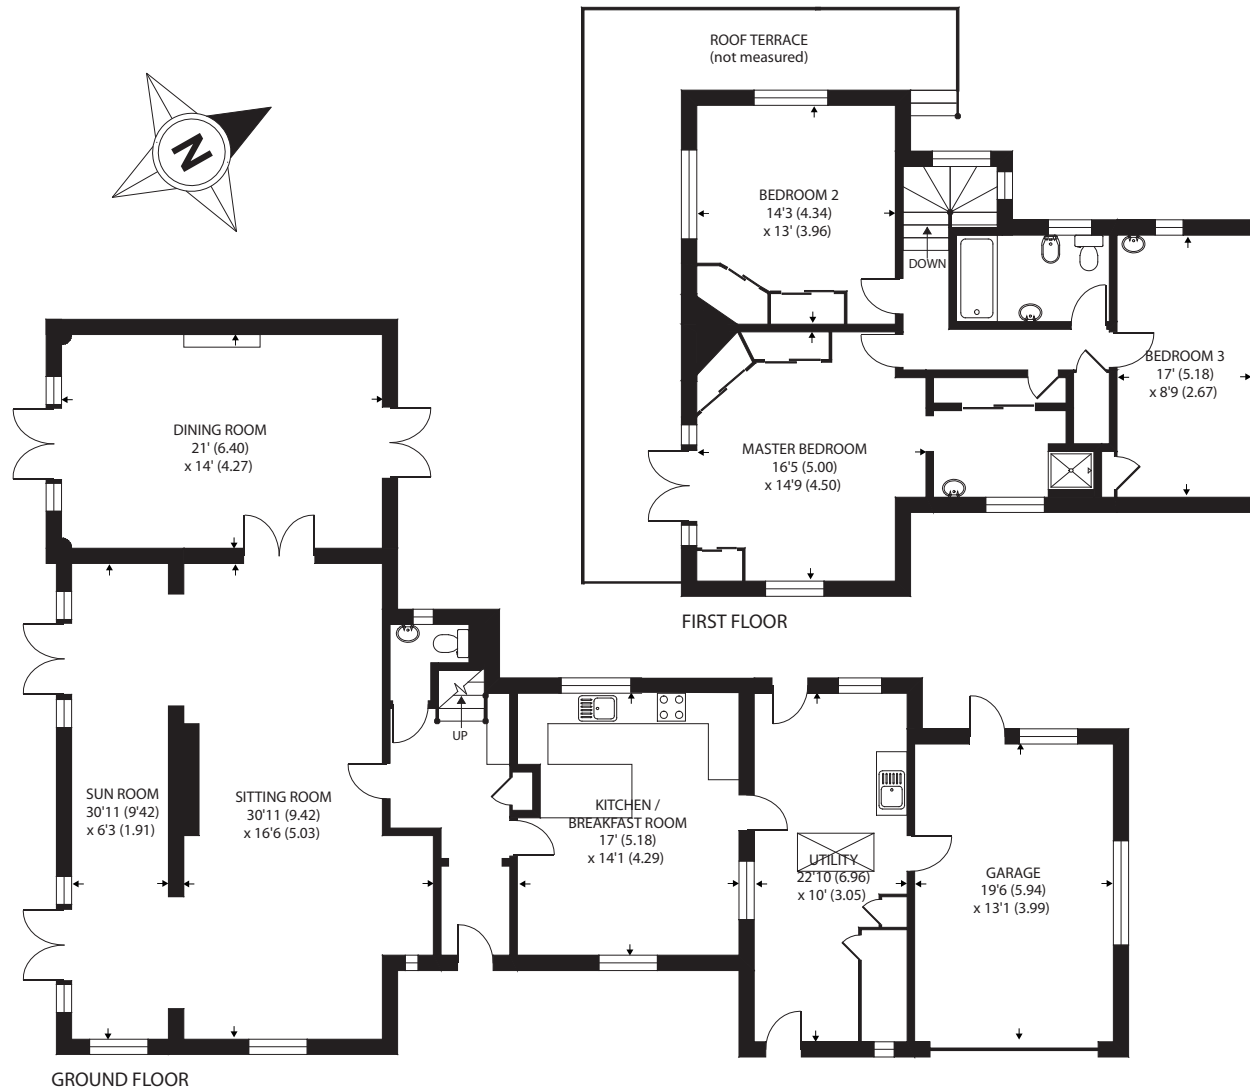 ROOF TERRACE
(not measured)
N
BEDROOM 2
14'3 (4.34)
x 13' (3.96)
DOWN
BEDROOM 3
17' (5.18)
x 8'9 (2.67)
MASTER BEDROOM
16'5 (5.00)
x 14'9 (4.50)
FIRST FLOOR
DINING ROOM
21' (6.40)
x 14' (4.27)
UP
SUN ROOM
30'11 (9'42)
x 6'3 (1.91)
SITTING ROOM
30'11 (9.42)
x 16'6 (5.03)
KITCHEN /
BREAKFAST ROOM
17' (5.18)
x 14'1 (4.29)
UTILITY
22'10 (6.96)
x 10' (3.05)
GARAGE
19'6 (5.94)
x 13'1 (3.99)
GROUND FLOOR